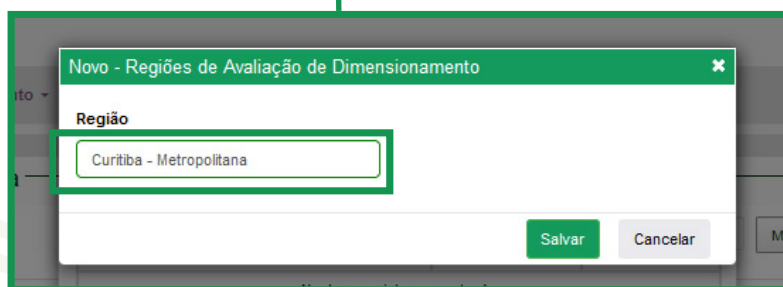 Novo - Regiões de Avaliação de Dimensionamento ×
Região
Curitiba - Metropolitana
Salvar Cancelar